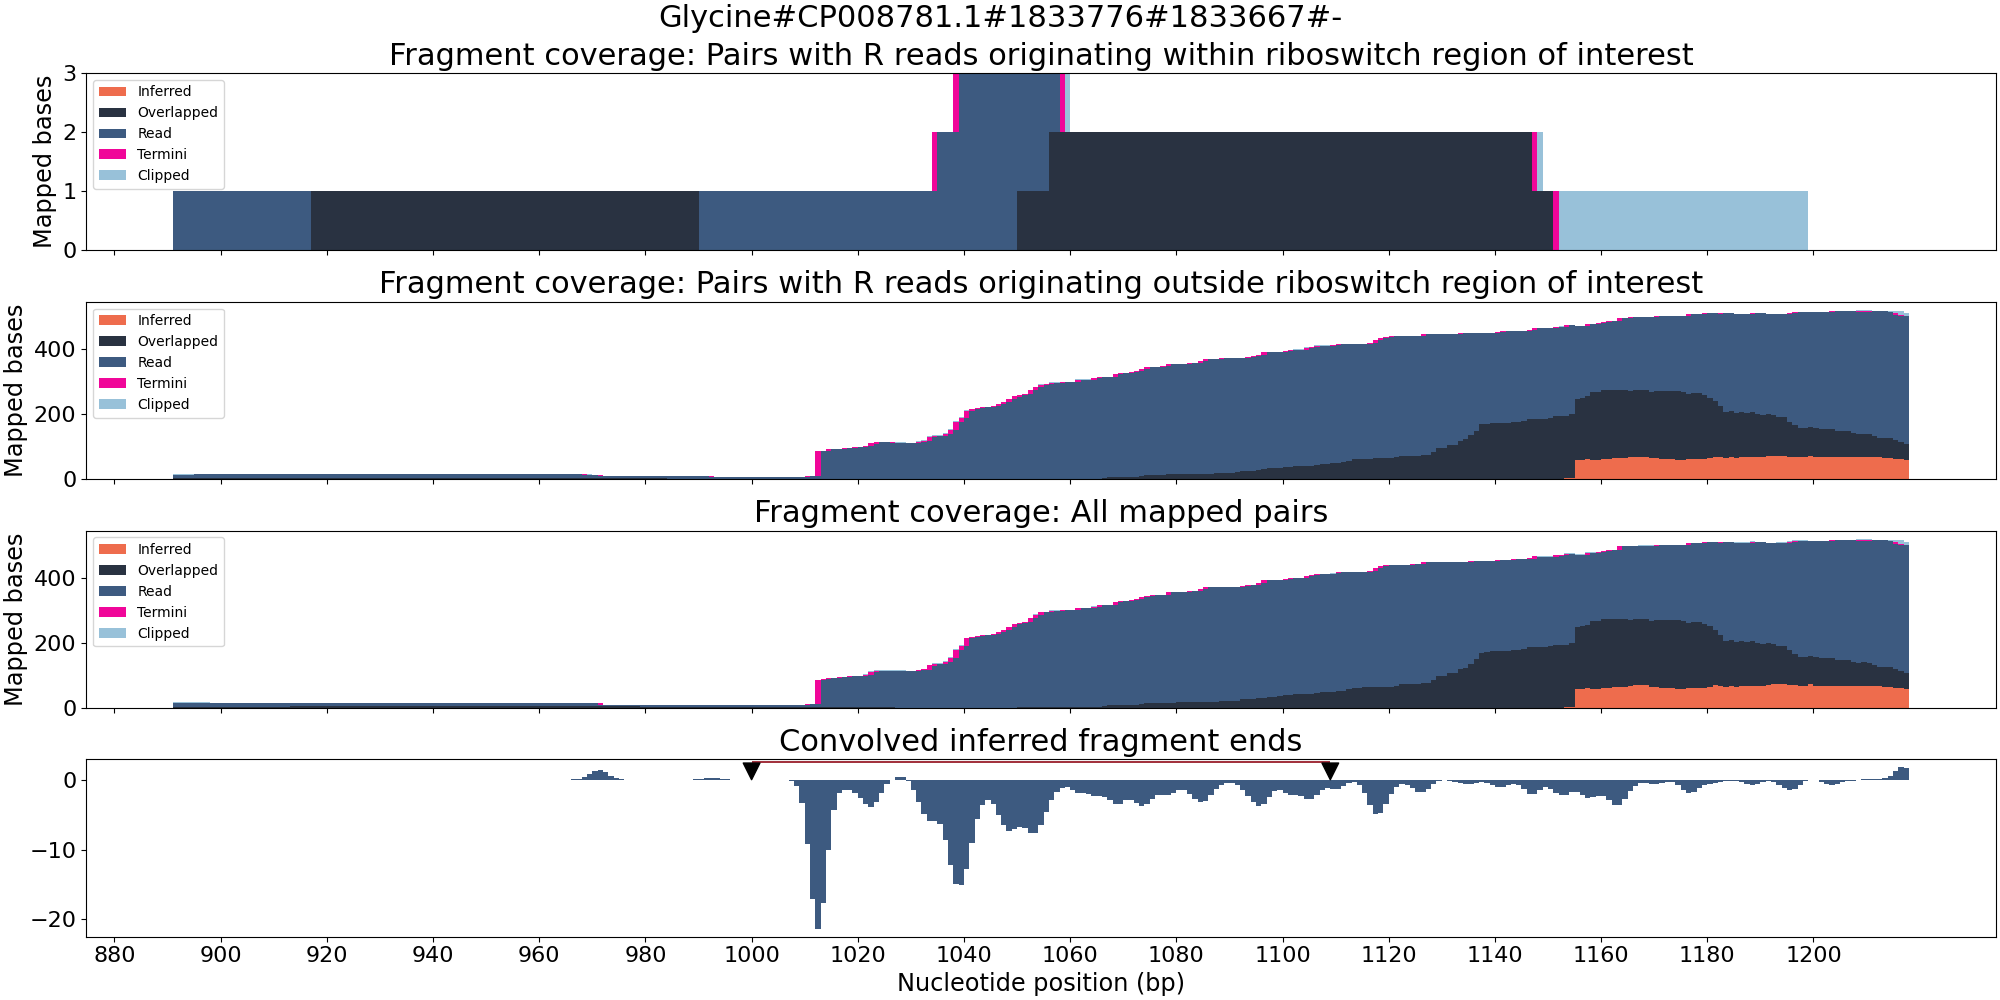 Glycine#CP008781.1#1833776#1833667#-
Fragment coverage: Pairs with R reads originating within riboswitch region of interest
Mapped bases
3
2
1
0
Inferred
Overlapped
Read
Termini
Clipped
Fragment coverage: Pairs with R reads originating outside riboswitch region of interest
Mapped bases
400
200
0
Inferred
Overlapped
Read
Termini
Clipped
Fragment coverage: All mapped pairs
Mapped bases
400
200
0
Inferred
Overlapped
Read
Termini
Clipped
Convolved inferred fragment ends
0
−10
−20
880 900 920 940 960 980 1000 1020 1040 1060 1080 1100 1120 1140 1160 1180 1200
Nucleotide position (bp)